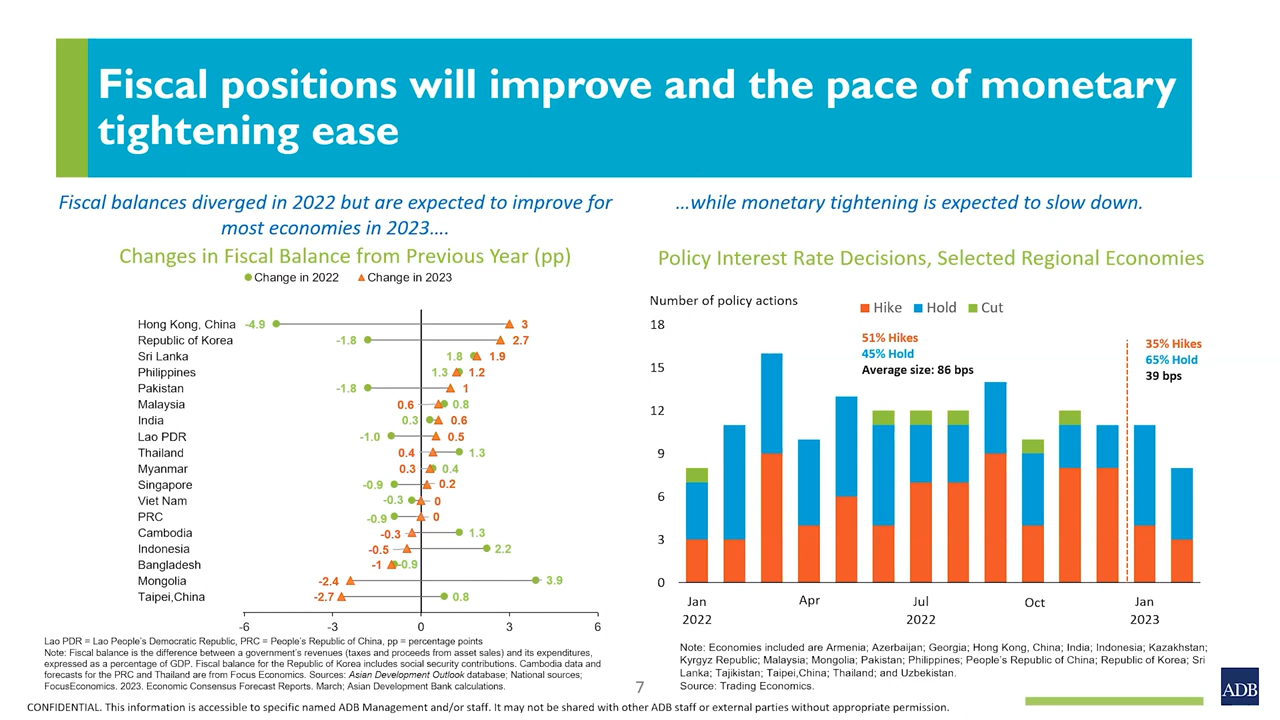 Fiscal positions will improve and the pace of monetary
tightening ease
Fiscal balances diverged in 2022 but are expected to improve for
most economies in 2023....
Changes in Fiscal Balance from Previous Year (pp)
Change in 2022 Change in 2023
Hong Kong, China -4.9 3
Republic of Korea -1.8 2.7
Sri Lanka 1.8 1.9
Philippines 1.3 1.2
Pakistan -1.8 1
Malaysia 0.6 0.8
India 0.3 0.6
Lao PDR -1.0 0.5
Thailand 0.4 1.3
Myanmar 0.3 0.4
Singapore -0.9 0.2
Viet Nam -0.3 0
PRC -0.9 0
Cambodia -0.3 1.3
Indonesia -0.5 2.2
Bangladesh -1 -0.9
Mongolia -2.4 3.9
Taipei,China -2.7 0.8
-6 -3 0 3 6
Lao PDR = Lao People's Democratic Republic, PRC = People's Republic of China, pp = percentage points
Note: Fiscal balance is the difference between a government's revenues (taxes and proceeds from asset sales) and its expenditures,
expressed as a percentage of GDP. Fiscal balance for the Republic of Korea includes social security contributions. Cambodia data and
forecasts for the PRC and Thailand are from Focus Economics. Sources: Asian Development Outlook database; National sources;
FocusEconomics. 2023. Economic Consensus Forecast Reports. March; Asian Development Bank calculations.
...while monetary tightening is expected to slow down.
Policy Interest Rate Decisions, Selected Regional Economies
Number of policy actions
Hike Hold Cut
51% Hikes
45% Hold
Average size: 86 bps
35% Hikes
65% Hold
39 bps
18
15
12
9
6
3
0
Jan Apr Jul Oct Jan
2022 2022 2023
Note: Economies included are Armenia; Azerbaijan; Georgia; Hong Kong, China; India; Indonesia; Kazakhstan;
Kyrgyz Republic; Malaysia; Mongolia; Pakistan; Philippines; People's Republic of China; Republic of Korea; Sri
Lanka; Tajikistan; Taipei,China; Thailand; and Uzbekistan.
Source: Trading Economics.
7
ADB
CONFIDENTIAL. This information is accessible to specific named ADB Management and/or staff. It may not be shared with other ADB staff or external parties without appropriate permission.